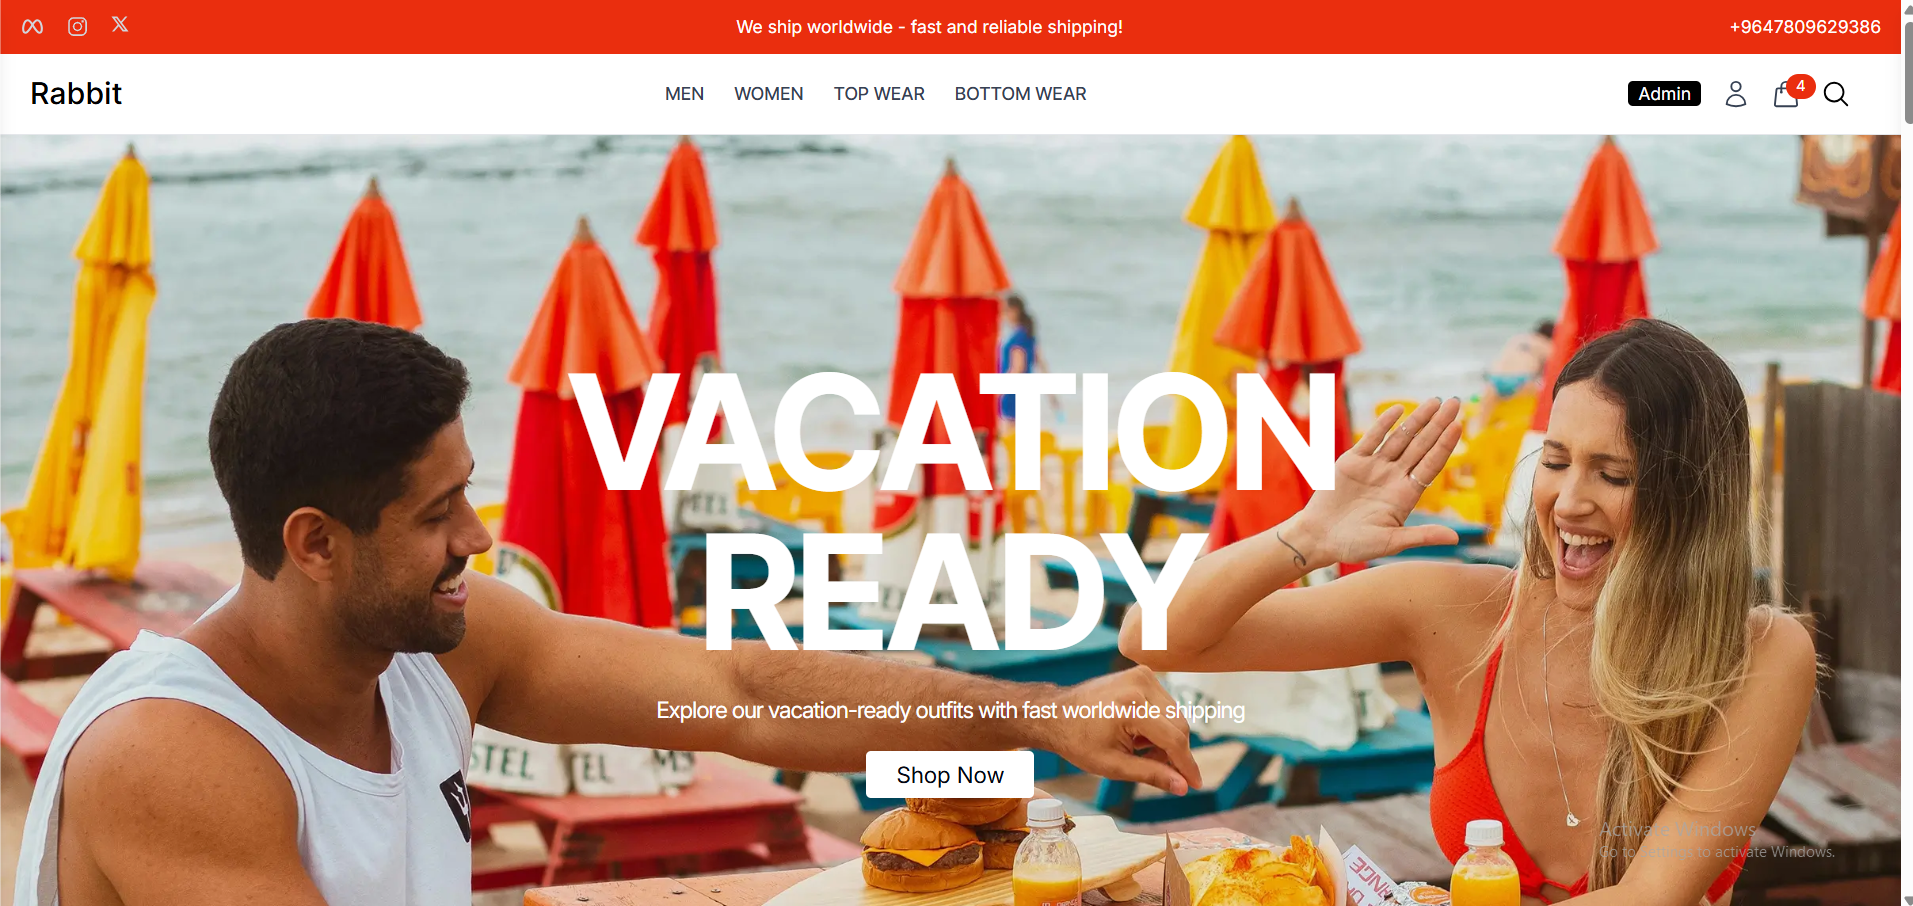 We ship worldwide - fast and reliable shipping!
+9647809629386
Rabbit
MEN
WOMEN
TOP WEAR
BOTTOM WEAR
Admin
4
VACATION
READY
Explore our vacation-ready outfits with fast worldwide shipping
Shop Now
STEL
Activate Windows
Go to Settings to activate Windows.